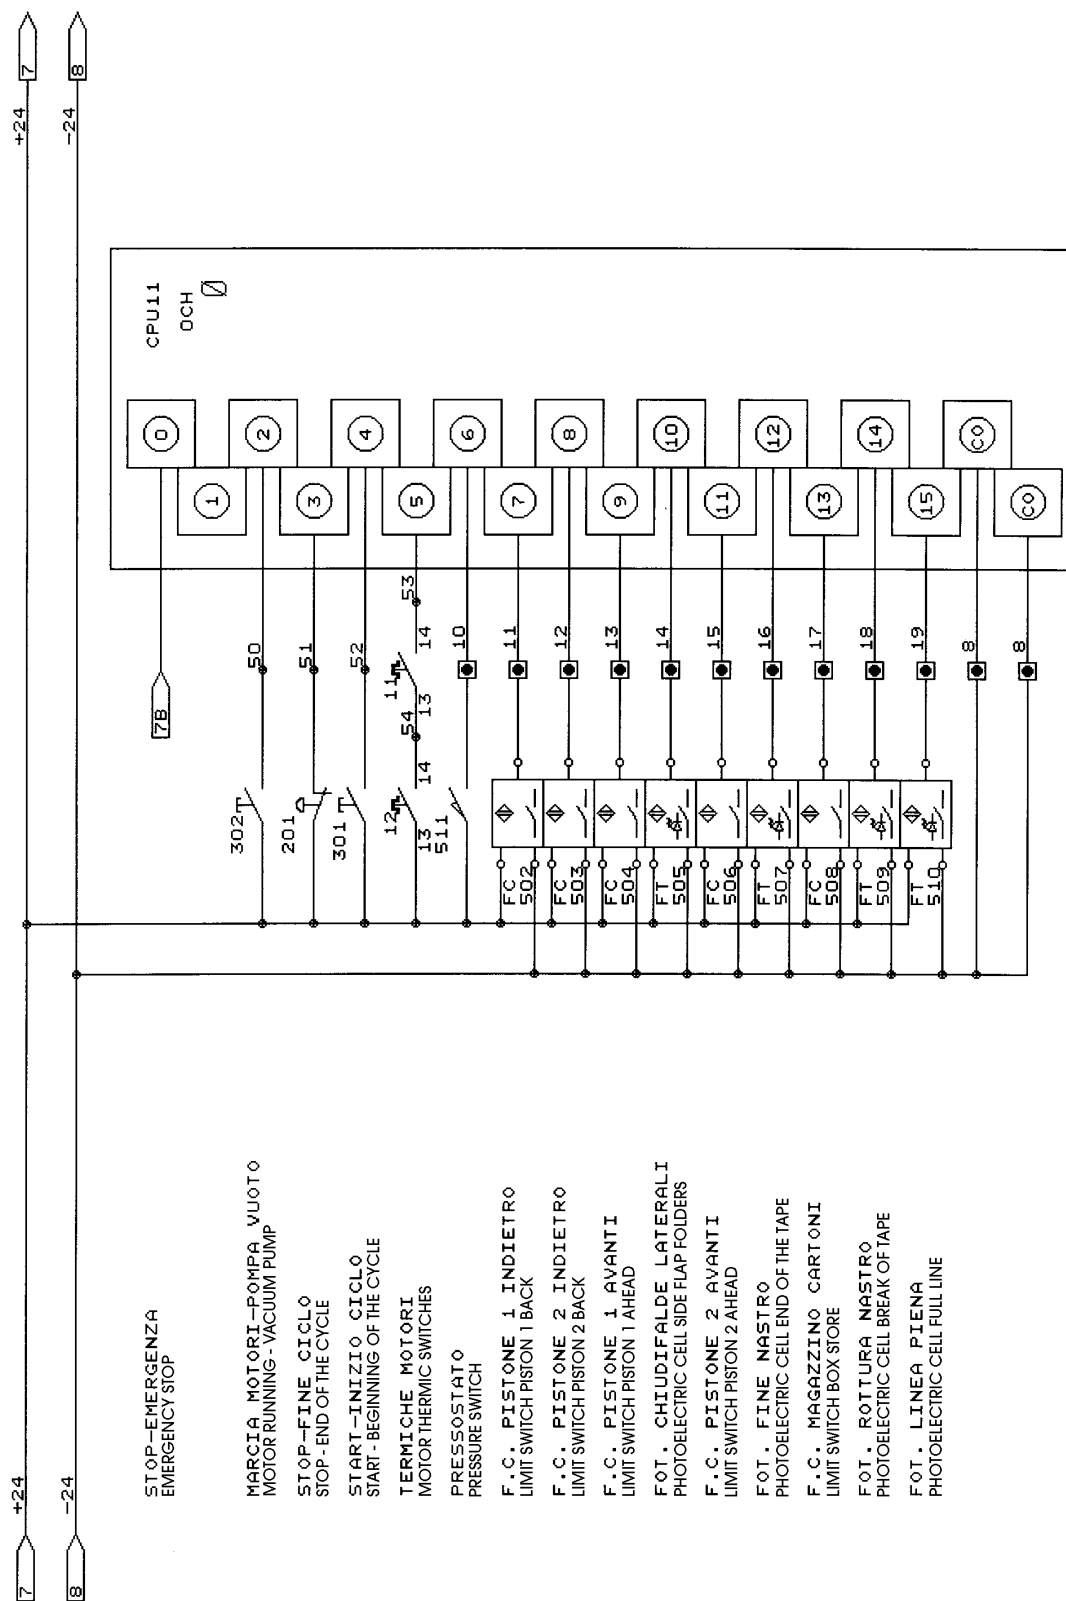 7 +24 +24 7
8 -24 -24 8
CPU11
0CH
0
STOP-EMERGENZA
EMERGENCY STOP
7B
0
1
MARCIA MOTORI-POMPA VUOTO
MOTOR RUNNING - VACUUM PUMP
302 50 2
STOP-FINE CICLO
STOP - END OF THE CYCLE
201 51 3
START-INIZIO CICLO
START - BEGINNING OF THE CYCLE
301 52 4
TERMICHE MOTORI
MOTOR THERMIC SWITCHES
12 13 14 54 11 13 14 53 5
PRESSOSTATO
PRESSURE SWITCH
511 10 6
F.C. PISTONE 1 INDIETRO
LIMIT SWITCH PISTON 1 BACK
FC 502 11 7
F.C. PISTONE 2 INDIETRO
LIMIT SWITCH PISTON 2 BACK
FC 503 12 8
F.C. PISTONE 1 AVANTI
LIMIT SWITCH PISTON 1 AHEAD
FC 504 13 9
FOT. CHIUDIFALDE LATERALI
PHOTOELECTRIC CELL SIDE FLAP FOLDERS
FT 505 14 10
F.C. PISTONE 2 AVANTI
LIMIT SWITCH PISTON 2 AHEAD
FC 506 15 11
FOT. FINE NASTRO
PHOTOELECTRIC CELL END OF THE TAPE
FT 507 16 12
F.C. MAGAZZINO CARTONI
LIMIT SWITCH BOX STORE
FC 508 17 13
FOT. ROTTURA NASTRO
PHOTOELECTRIC CELL BREAK OF TAPE
FT 509 18 14
FOT. LINEA PIENA
PHOTOELECTRIC CELL FULL LINE
FT 510 19 15
8 CO
8 CO